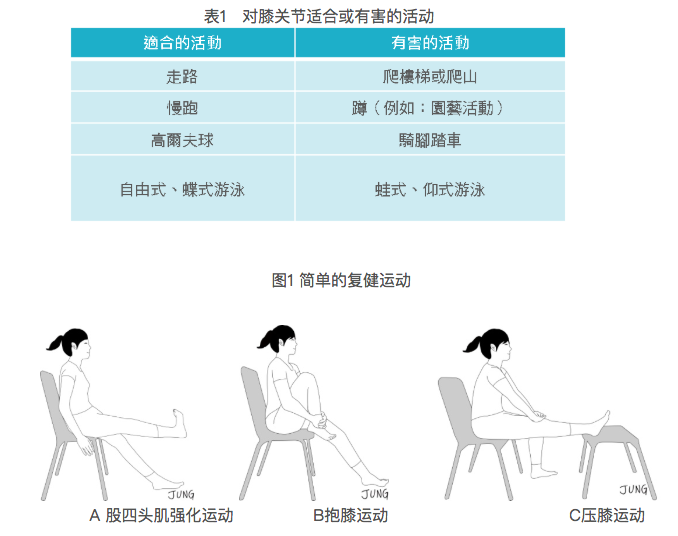 表1 对膝关节适合或有害的活动
適合的活動 有害的活動
走路 爬樓梯或爬山
慢跑 蹲（例如：園藝活動）
高爾夫球 騎腳踏車
自由式、蝶式游泳 蛙式、仰式游泳
图1 简单的复健运动
JUNG JUNG JUNG
A 股四头肌强化运动 B抱膝运动 C压膝运动